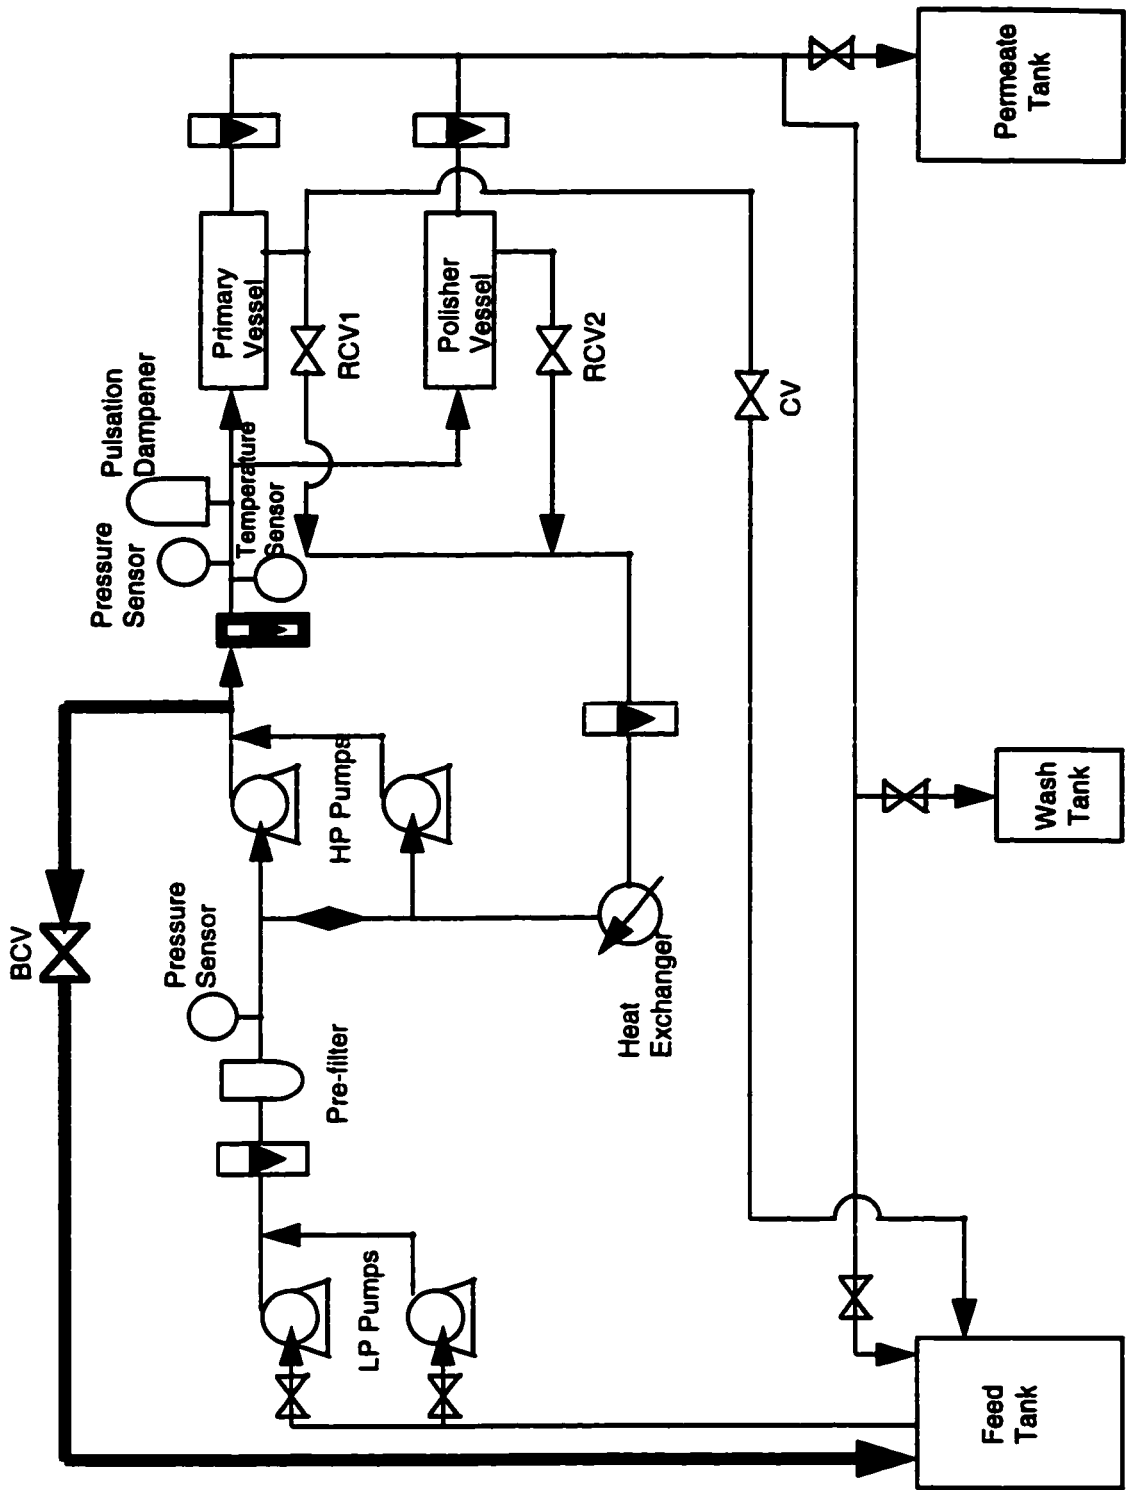 BCV
Pressure
Sensor
Pulsation
Dampener
Pressure
Sensor
Temperature
Sensor
Primary
Vessel
RCV1
Polisher
Vessel
RCV2
HP Pumps
Pre-filter
LP Pumps
Heat
Exchanger
CV
Feed
Tank
Wash
Tank
Permeate
Tank